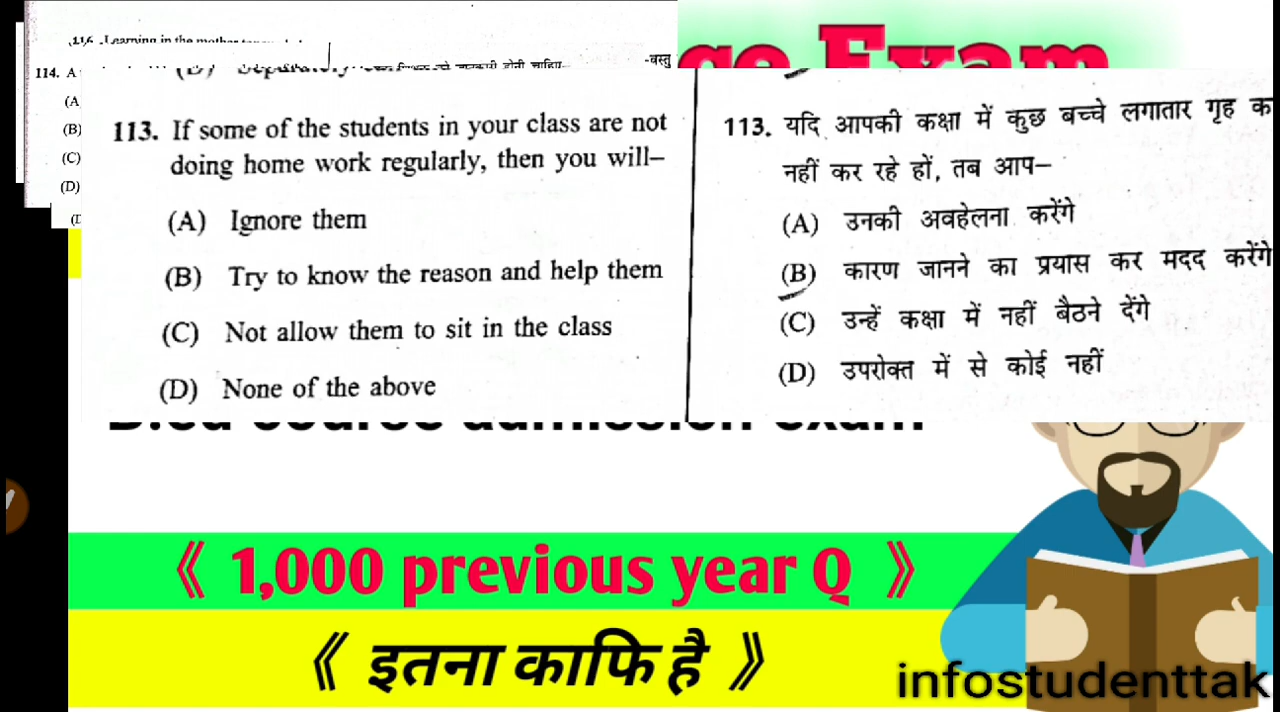 114. A
(A
(B)
(C)
(D)
113. If some of the students in your class are not
doing home work regularly, then you will–
(A) Ignore them
(B) Try to know the reason and help them
(C) Not allow them to sit in the class
(D) None of the above
113. यदि आपकी कक्षा में कुछ बच्चे लगातार गृह क
नहीं कर रहे हों, तब आप–
(A) उनकी अवहेलना करेंगे
(B) कारण जानने का प्रयास कर मदद करेंगे
(C) उन्हें कक्षा में नहीं बैठने देंगे
(D) उपरोक्त में से कोई नहीं
《 1,000 previous year Q 》
《 इतना काफि है 》
infostudenttak